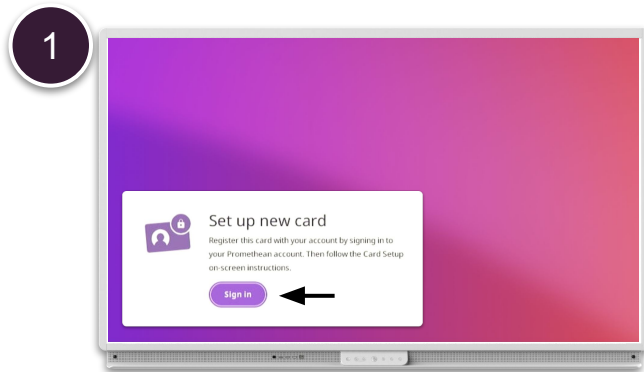 1
Set up new card
Register this card with your account by signing in to
your Promethean account. Then follow the Card Setup
on-screen instructions.
Sign in